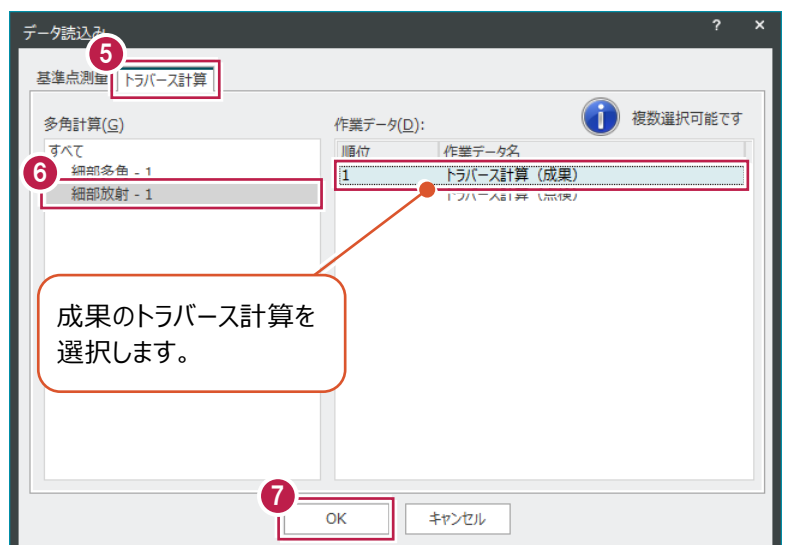 データ読込み
? ×
5
基準点測量 トラバース計算
多角計算(G)
作業データ(D):
i 複数選択可能です
すべて
順位 作業データ名
6 細部多角 - 1
1 トラバース計算（成果）
細部放射 - 1
トラバース計算（点検）
成果のトラバース計算を
選択します。
7
OK キャンセル